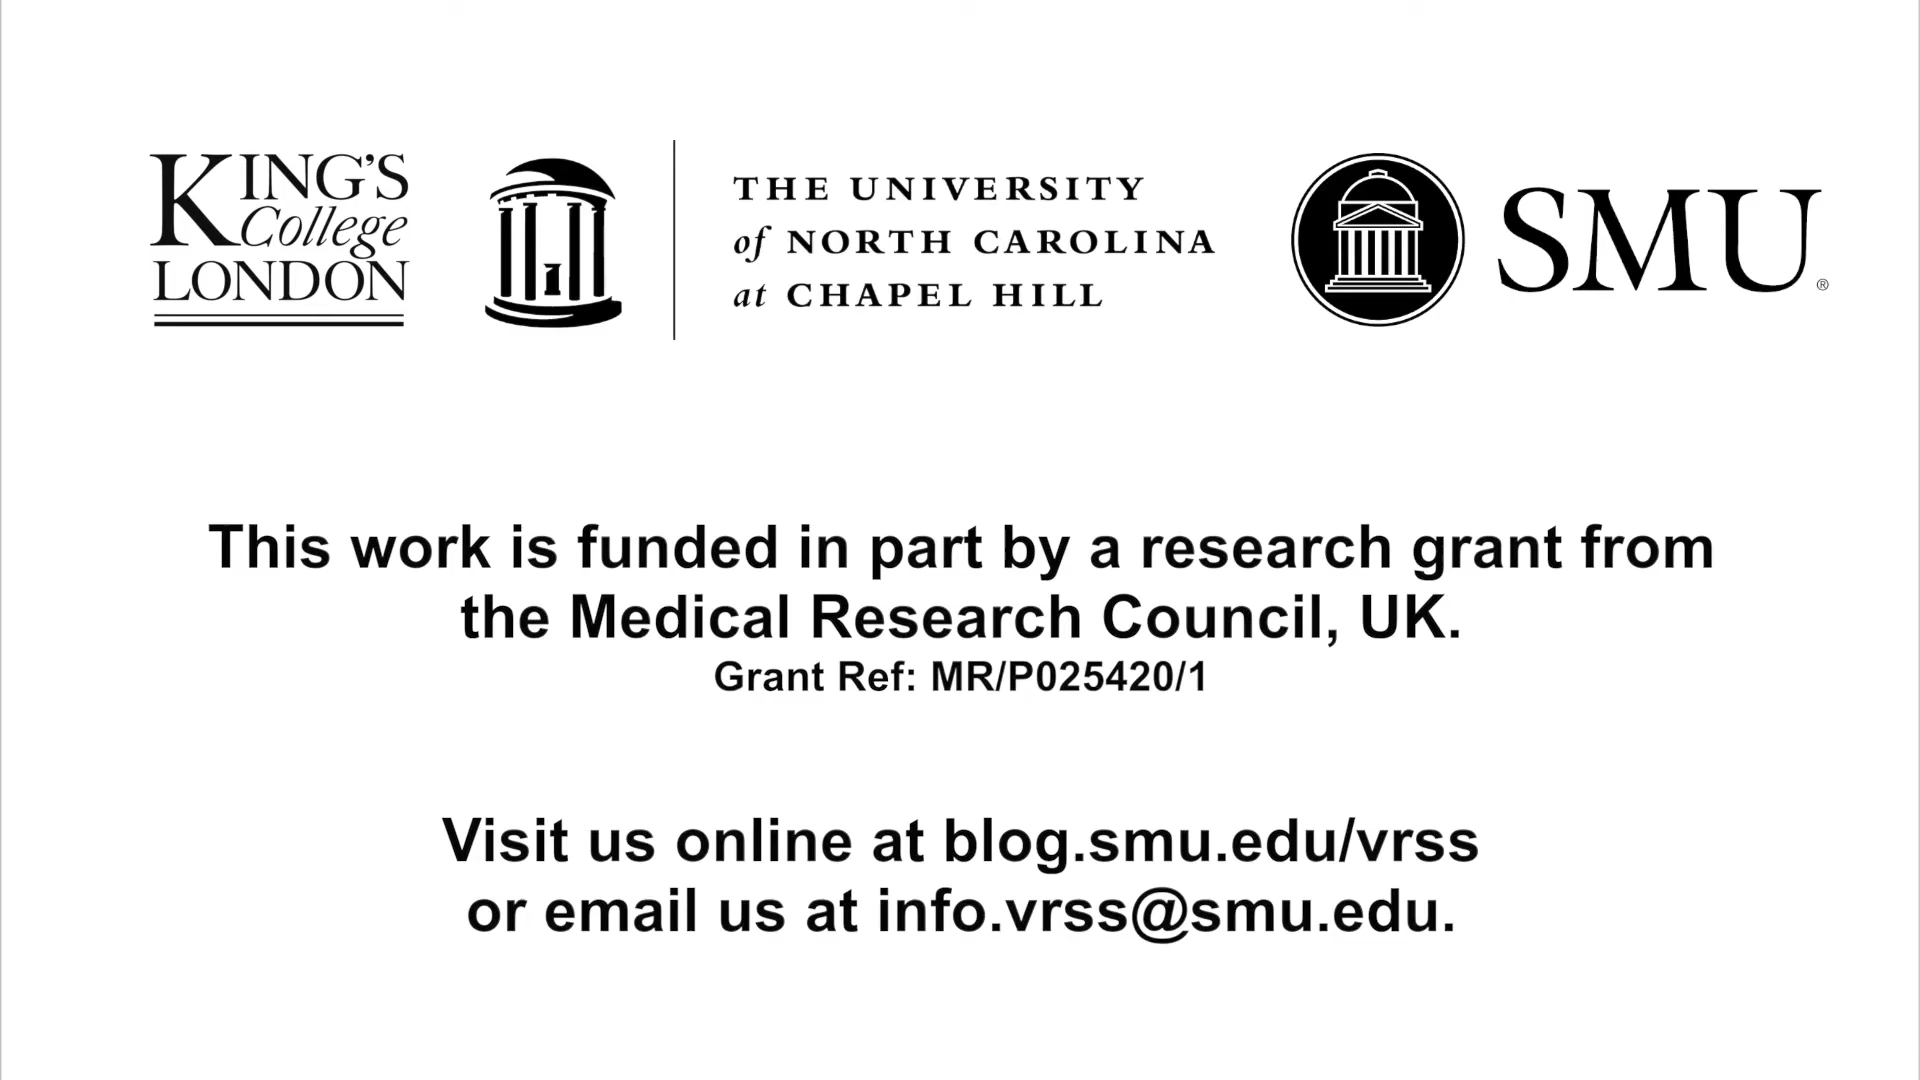 KING'S
College
LONDON
THE UNIVERSITY
of NORTH CAROLINA
at CHAPEL HILL
SMU®
This work is funded in part by a research grant from
the Medical Research Council, UK.
Grant Ref: MR/P025420/1
Visit us online at blog.smu.edu/vrss
or email us at info.vrss@smu.edu.